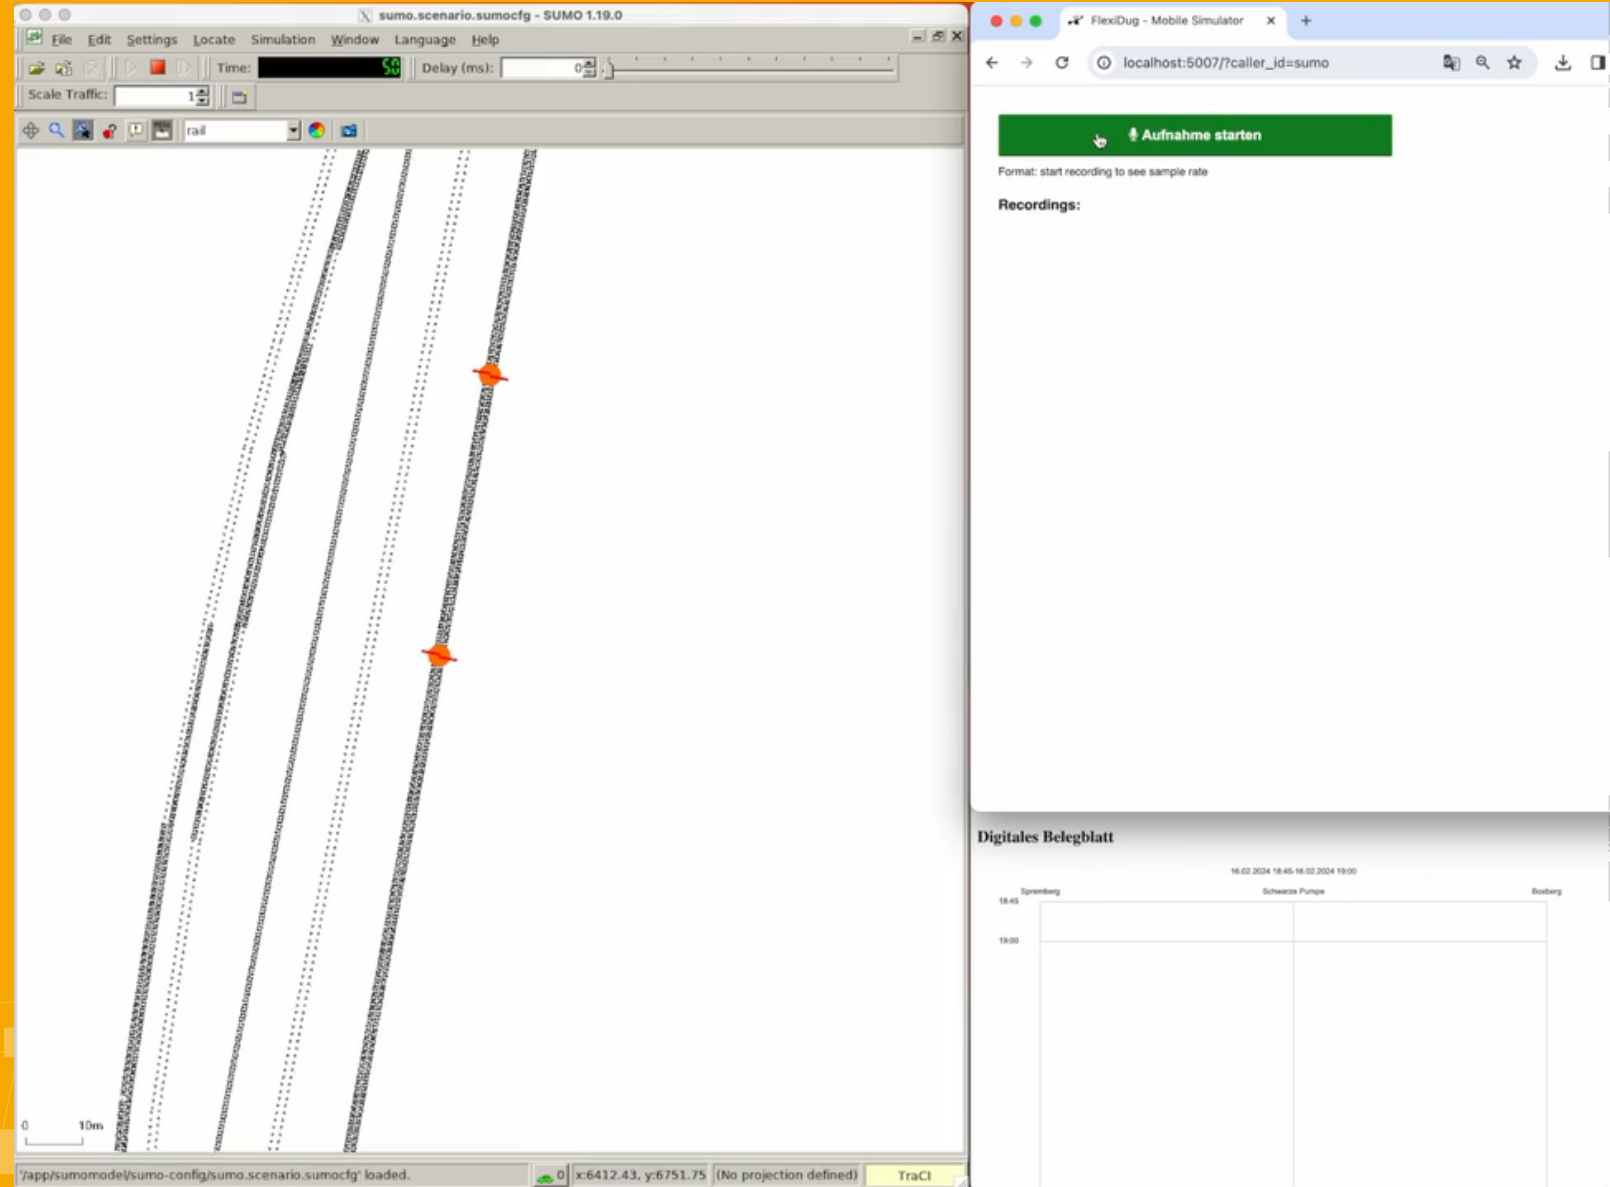 sumo.scenario.sumocfg - SUMO 1.19.0
File Edit Settings Locate Simulation Window Language Help
Time: 50 Delay (ms): 0
Scale Traffic: 1
rail
0 10m
'/app/sumomodel/sumo-config/sumo.scenario.sumocfg' loaded. 0 x:6412.43, y:6751.75 (No projection defined) TraCI
FlexiDug - Mobile Simulator
localhost:5007/?caller_id=sumo
Aufnahme starten
Format: start recording to see sample rate
Recordings:
Digitales Belegblatt
16.02.2024 18:45-16.02.2024 19:00
Spremberg Schwarze Pumpe Boxberg
18:45
19:00